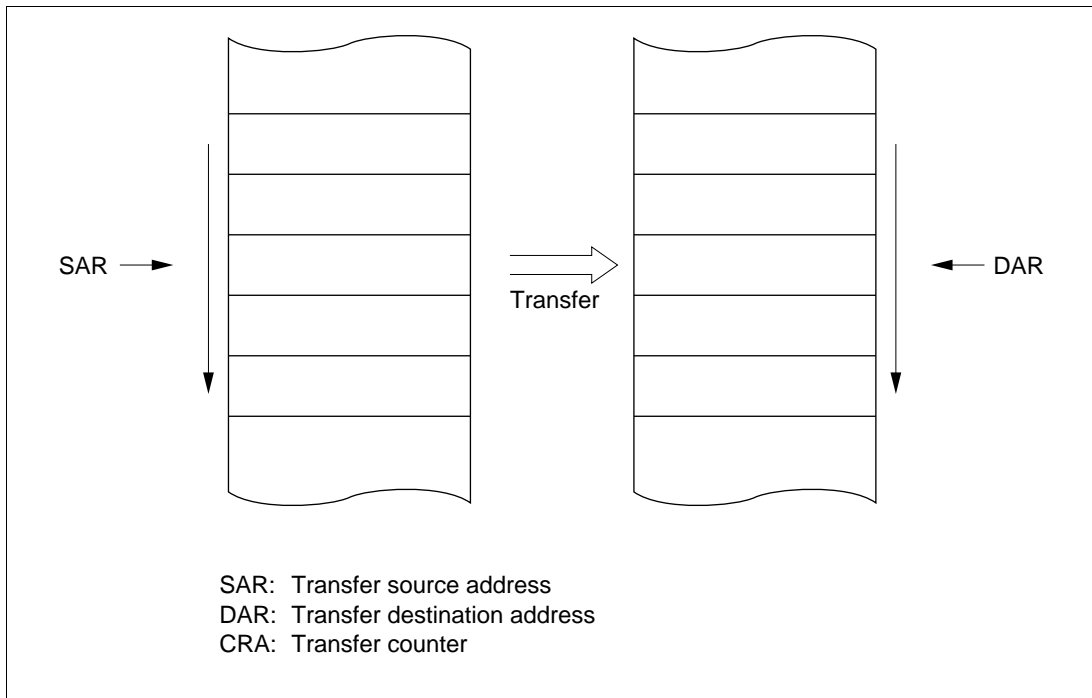 SAR
Transfer
DAR
SAR: Transfer source address
DAR: Transfer destination address
CRA: Transfer counter